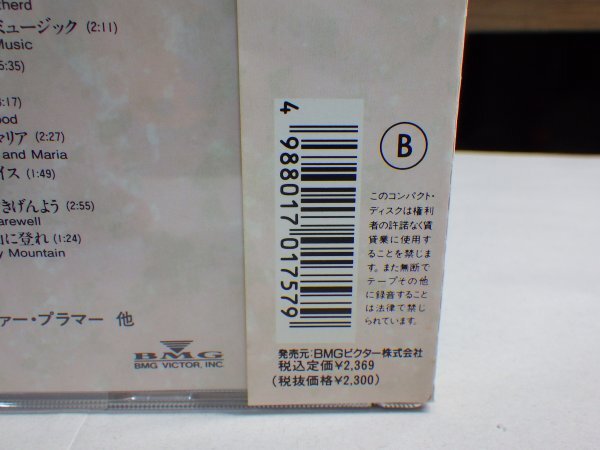 herd
ミュージック (2:11)
Music
5:35)
3:17)
ood
マリア (2:27)
and Maria
イス (1:49)
きげんよう (2:55)
arewell
に登れ (1:24)
y Mountain
ァー・プラマー 他
BMG
BMG VICTOR, INC.
4 988017 017579
B
このコンパクト・
ディスクは権利
者の許諾なく賃
貸業に使用す
ることを禁じま
す。また無断で
テープその他
に録音すること
は法律で禁じ
られています。
発売元:BMGビクター株式会社
税込定価¥2,369
(税抜価格¥2,300)